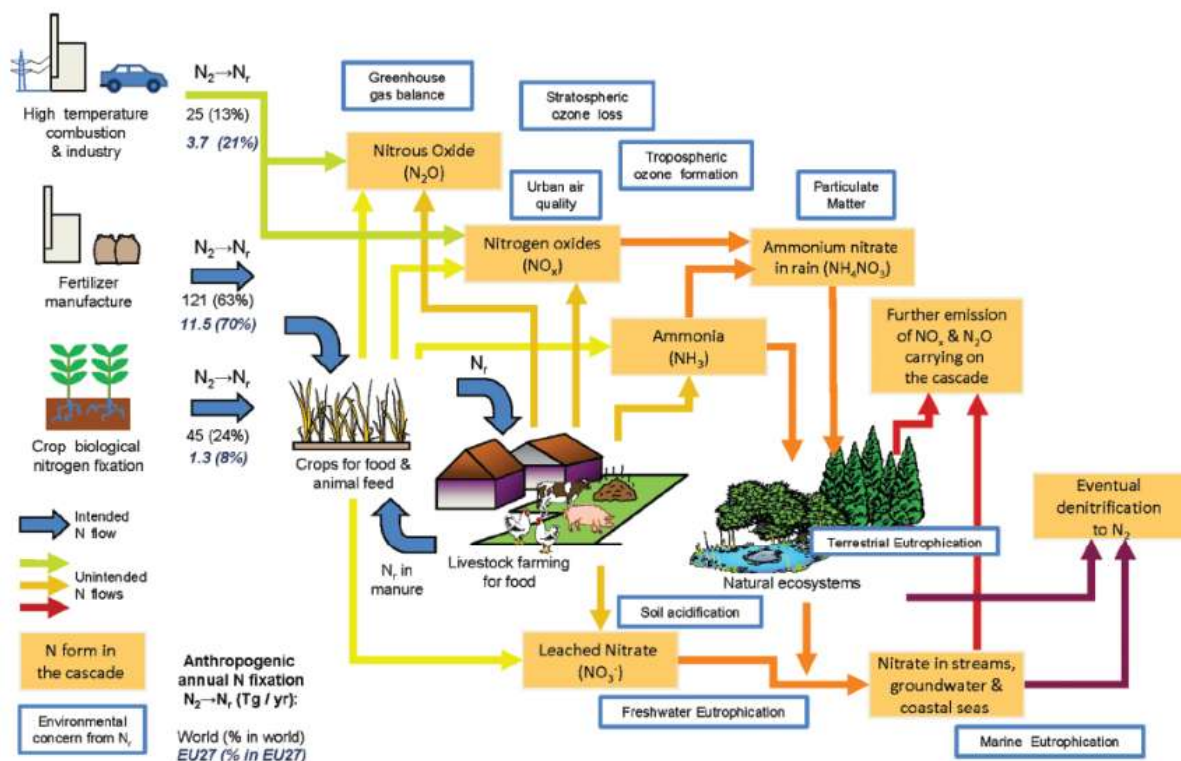 High temperature
combustion
& industry
N₂→Nᵣ
25 (13%)
3.7 (21%)
Greenhouse
gas balance
Stratospheric
ozone loss
Nitrous Oxide
(N₂O)
Tropospheric
ozone formation
Urban air
quality
Particulate
Matter
Fertilizer
manufacture
N₂→Nᵣ
121 (63%)
11.5 (70%)
Nitrogen oxides
(NOₓ)
Ammonium nitrate
in rain (NH₄NO₃)
Ammonia
(NH₃)
Further emission
of NOₓ & N₂O
carrying on
the cascade
Crop biological
nitrogen fixation
N₂→Nᵣ
45 (24%)
1.3 (8%)
Nᵣ
Crops for food &
animal feed
Nᵣ in
manure
Livestock farming
for food
Natural ecosystems
Terrestrial Eutrophication
Eventual
denitrification
to N₂
Intended
N flow
Unintended
N flows
N form in
the cascade
Environmental
concern from Nᵣ
Anthropogenic
annual N fixation
N₂→Nᵣ (Tg / yr):
World (% in world)
EU27 (% in EU27)
Soil acidification
Leached Nitrate
(NO₃⁻)
Freshwater Eutrophication
Nitrate in streams,
groundwater &
coastal seas
Marine Eutrophication